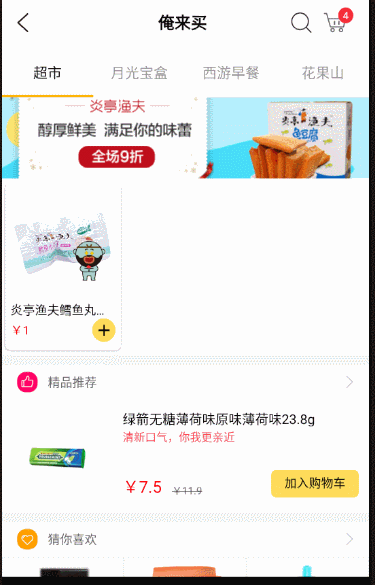 俺来买
4
超市
月光宝盒
西游早餐
花果山
炎亭渔夫
醇厚鲜美 满足你的味蕾
全场9折
炎亭渔夫鳕鱼丸...
￥1
精品推荐
绿箭无糖薄荷味原味薄荷味23.8g
清新口气，你我更亲近
￥7.5
￥11.9
加入购物车
猜你喜欢